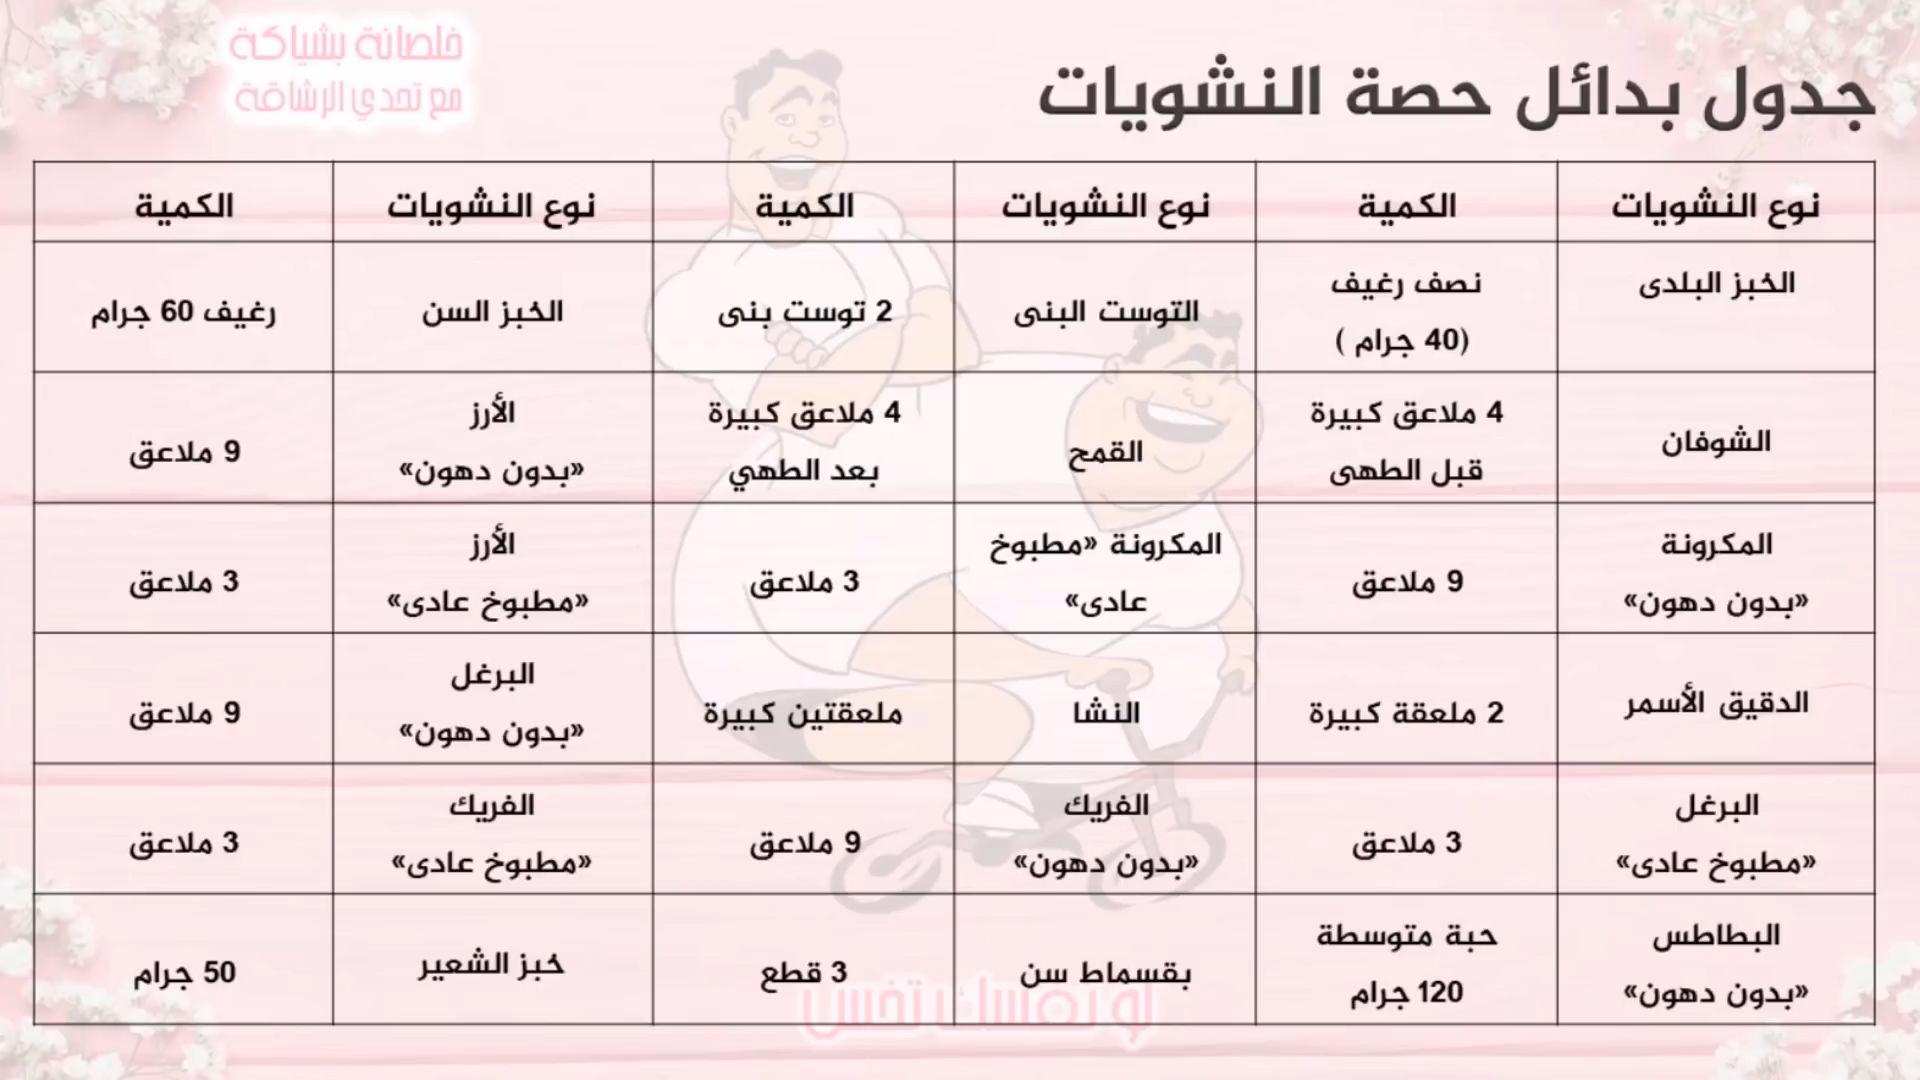 خلصانة بشياكة
مع تحدي الرشاقة
جدول بدائل حصة النشويات
نوع النشويات الكمية نوع النشويات الكمية نوع النشويات الكمية
الخبز البلدى
نصف رغيف
(40 جرام )
التوست البنى
2 توست بنى
الخبز السن
رغيف 60 جرام
الشوفان
4 ملاعق كبيرة
قبل الطهى
القمح
4 ملاعق كبيرة
بعد الطهي
الأرز
«بدون دهون»
9 ملاعق
المكرونة
«بدون دهون»
9 ملاعق
المكرونة «مطبوخ
عادى»
3 ملاعق
الأرز
«مطبوخ عادى»
3 ملاعق
الدقيق الأسمر
2 ملعقة كبيرة
النشا
ملعقتين كبيرة
البرغل
«بدون دهون»
9 ملاعق
البرغل
«مطبوخ عادى»
3 ملاعق
الفريك
«بدون دهون»
9 ملاعق
الفريك
«مطبوخ عادى»
3 ملاعق
البطاطس
«بدون دهون»
حبة متوسطة
120 جرام
بقسماط سن
3 قطع
خبز الشعير
50 جرام
لو نفسك تخس